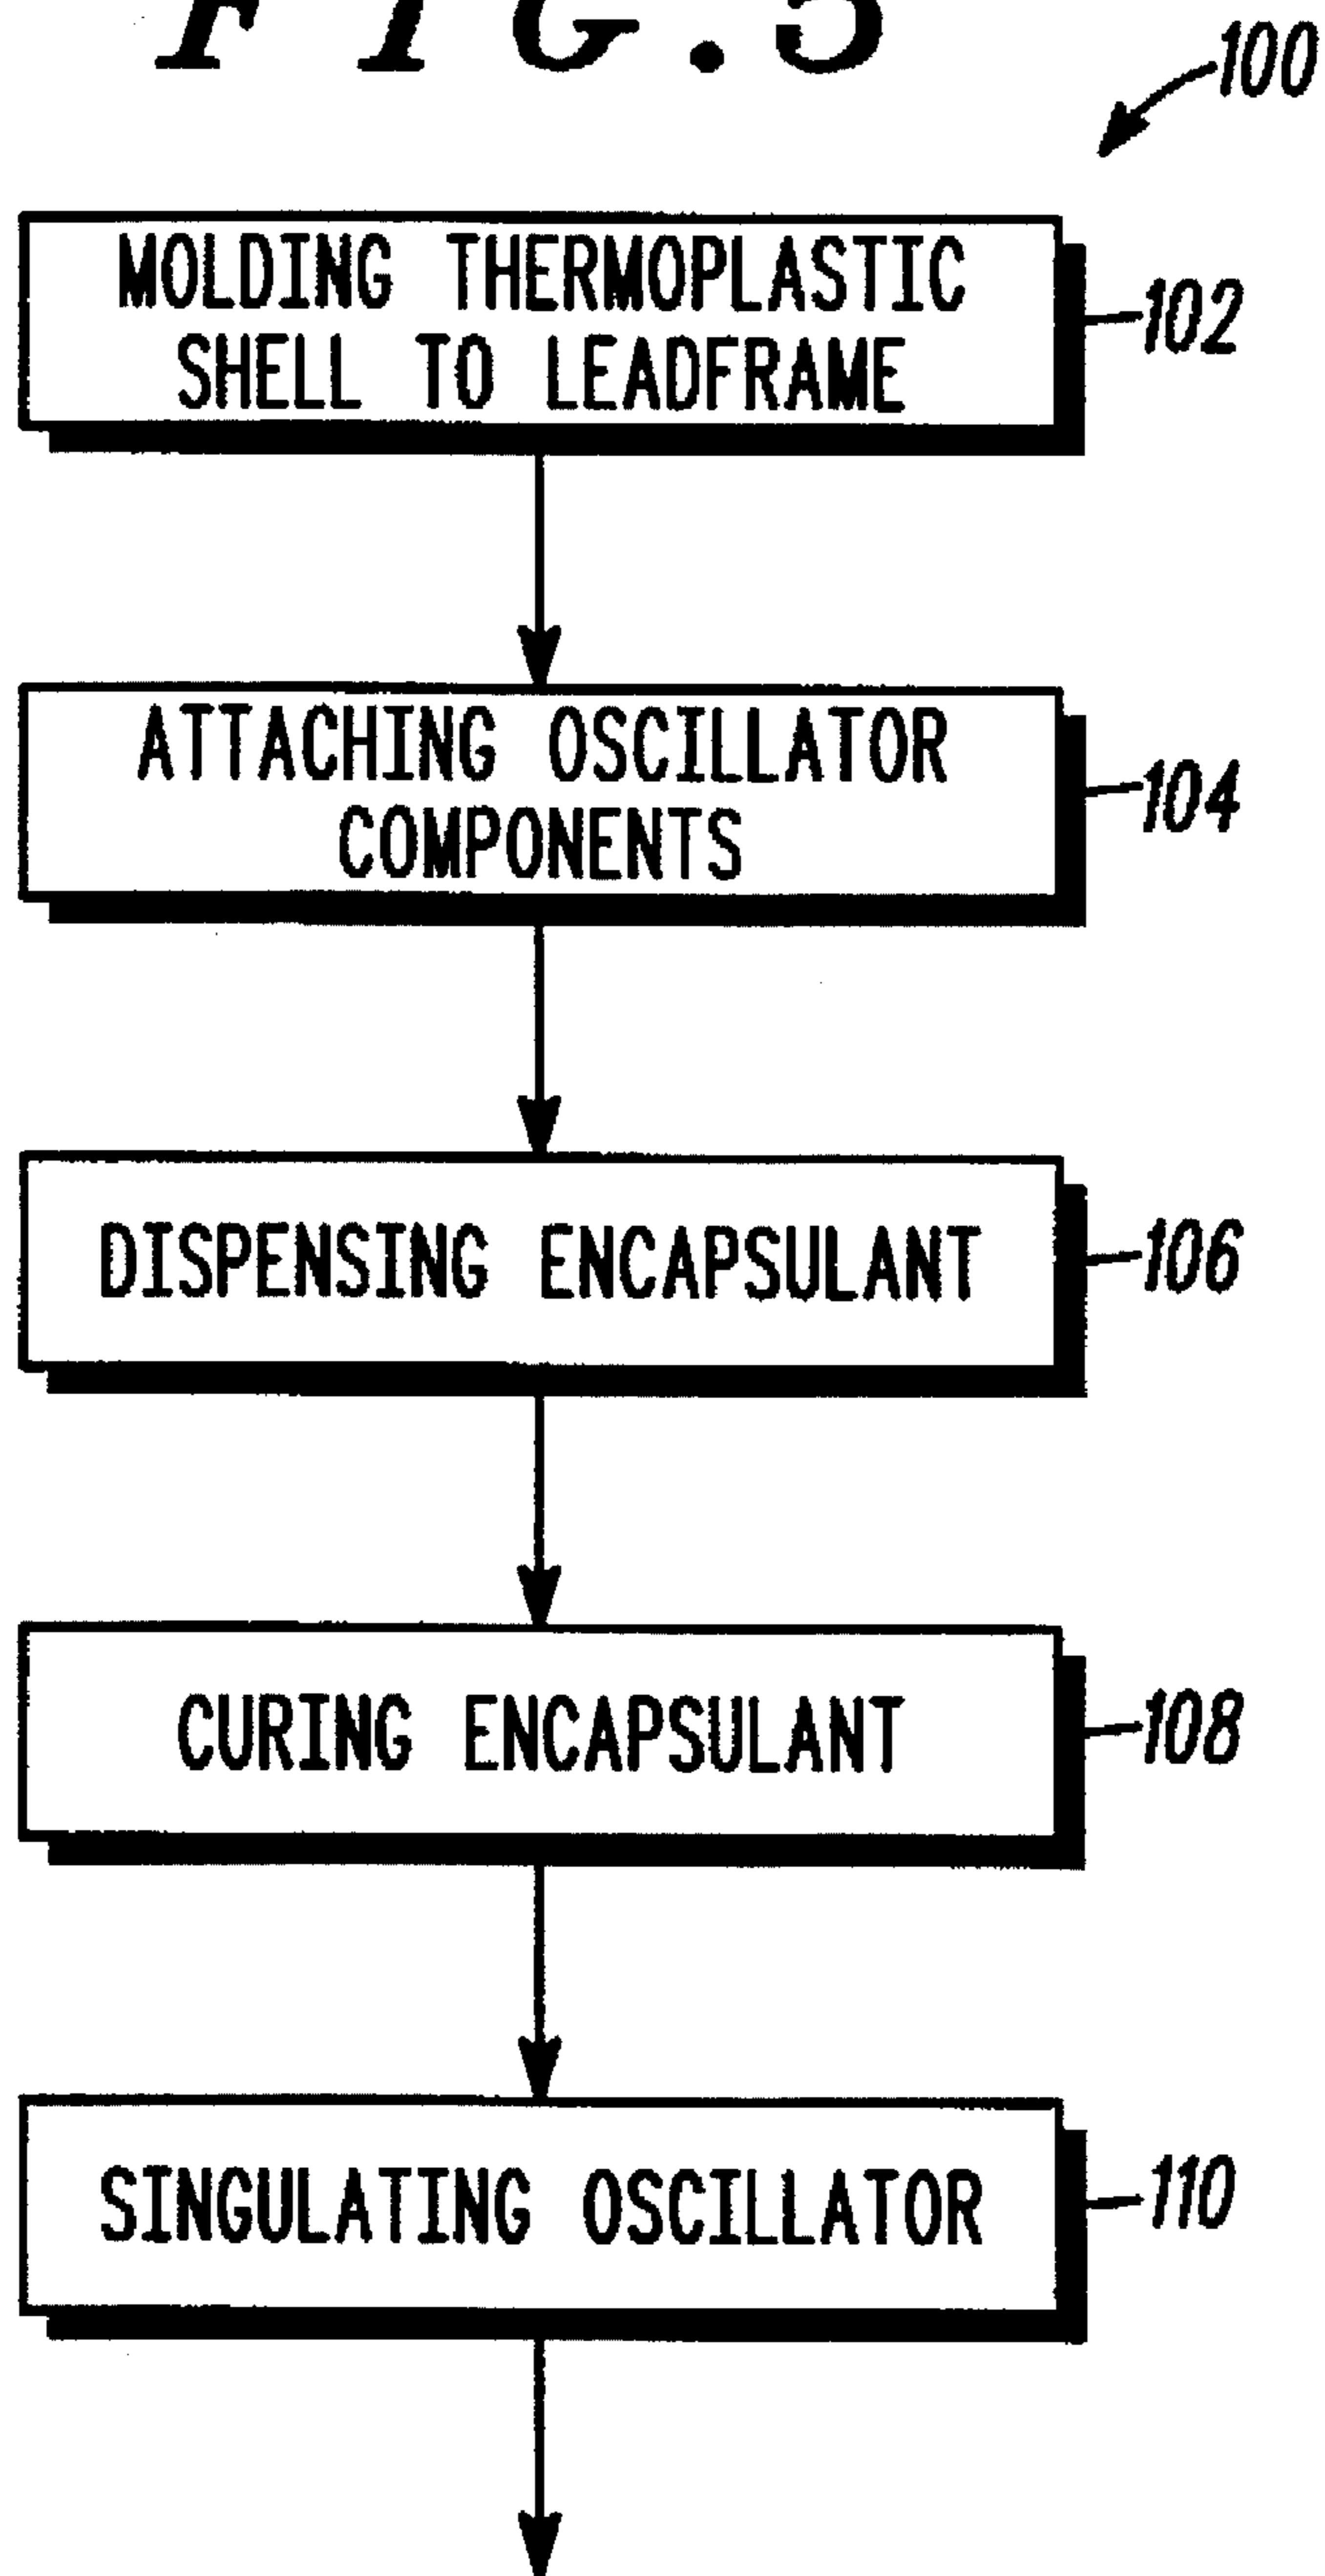 FIG.5
100
MOLDING THERMOPLASTIC
SHELL TO LEADFRAME
102
ATTACHING OSCILLATOR
COMPONENTS
104
DISPENSING ENCAPSULANT
106
CURING ENCAPSULANT
108
SINGULATING OSCILLATOR
110